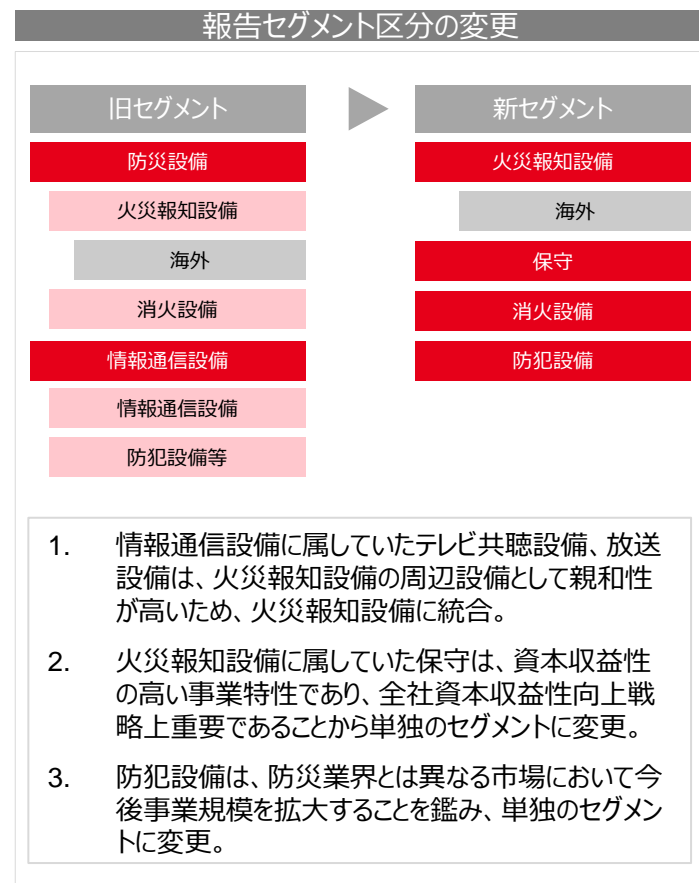 報告セグメント区分の変更
旧セグメント
防災設備
火災報知設備
海外
消火設備
情報通信設備
情報通信設備
防犯設備等
新セグメント
火災報知設備
海外
保守
消火設備
防犯設備
1. 情報通信設備に属していたテレビ共聴設備、放送
設備は、火災報知設備の周辺設備として親和性
が高いため、火災報知設備に統合。
2. 火災報知設備に属していた保守は、資本収益性
の高い事業特性であり、全社資本収益性向上戦
略上重要であることから単独のセグメントに変更。
3. 防犯設備は、防災業界とは異なる市場において今
後事業規模を拡大することを鑑み、単独のセグメン
トに変更。